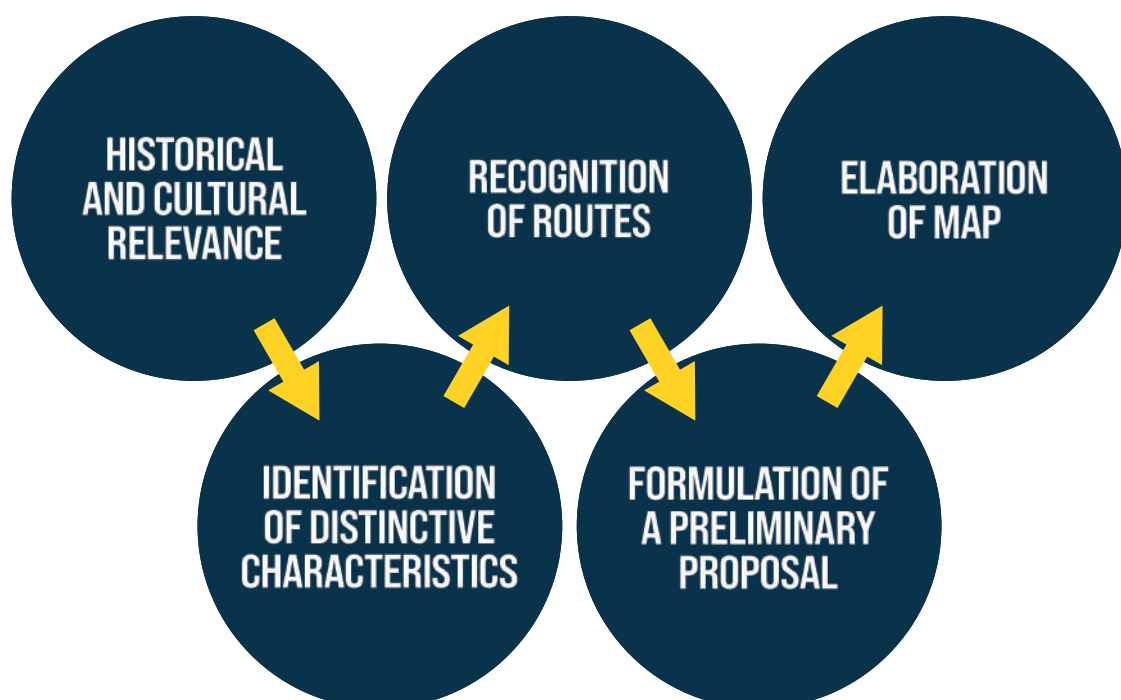 HISTORICAL
AND CULTURAL
RELEVANCE
IDENTIFICATION
OF DISTINCTIVE
CHARACTERISTICS
RECOGNITION
OF ROUTES
FORMULATION OF
A PRELIMINARY
PROPOSAL
ELABORATION
OF MAP